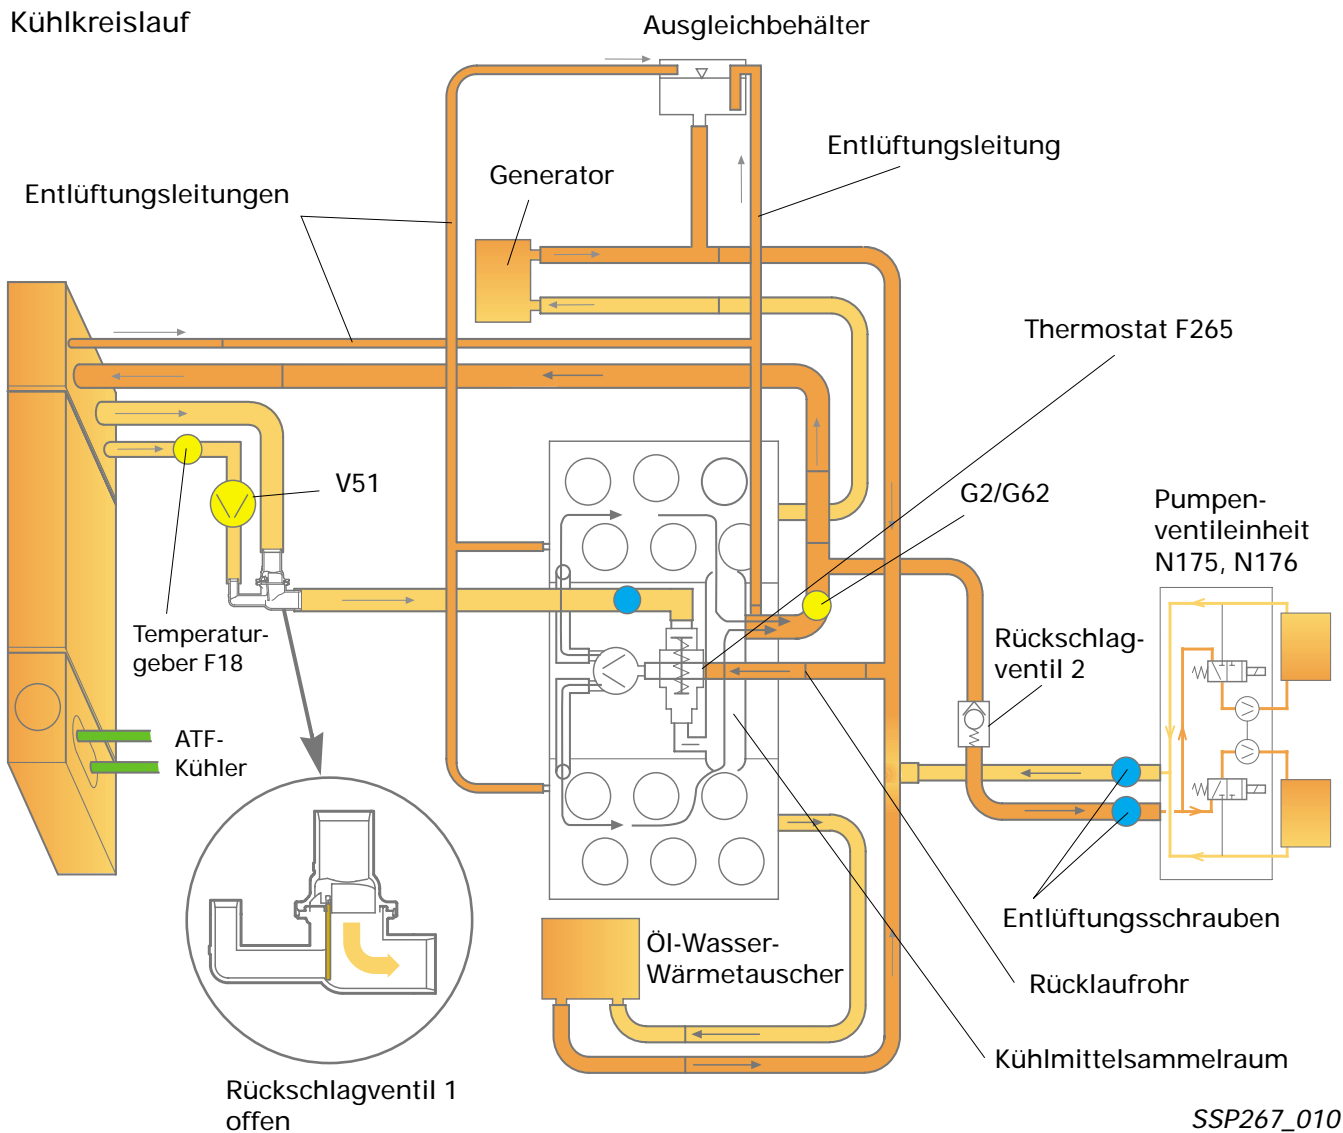 Kühlkreislauf
Ausgleichbehälter
Entlüftungsleitung
Generator
Entlüftungsleitungen
Thermostat F265
V51
G2/G62
Pumpen-
ventileinheit
N175, N176
Temperatur-
geber F18
Rückschlag-
ventil 2
ATF-
Kühler
Entlüftungsschrauben
Öl-Wasser-
Wärmetauscher
Rücklaufrohr
Kühlmittelsammelraum
Rückschlagventil 1
offen
SSP267_010